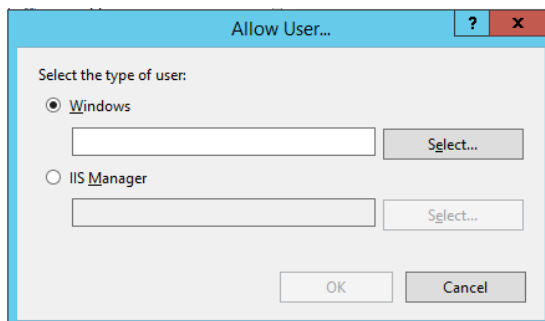 Allow User...
?
x
Select the type of user:
Windows
Select...
IIS Manager
Select...
OK
Cancel